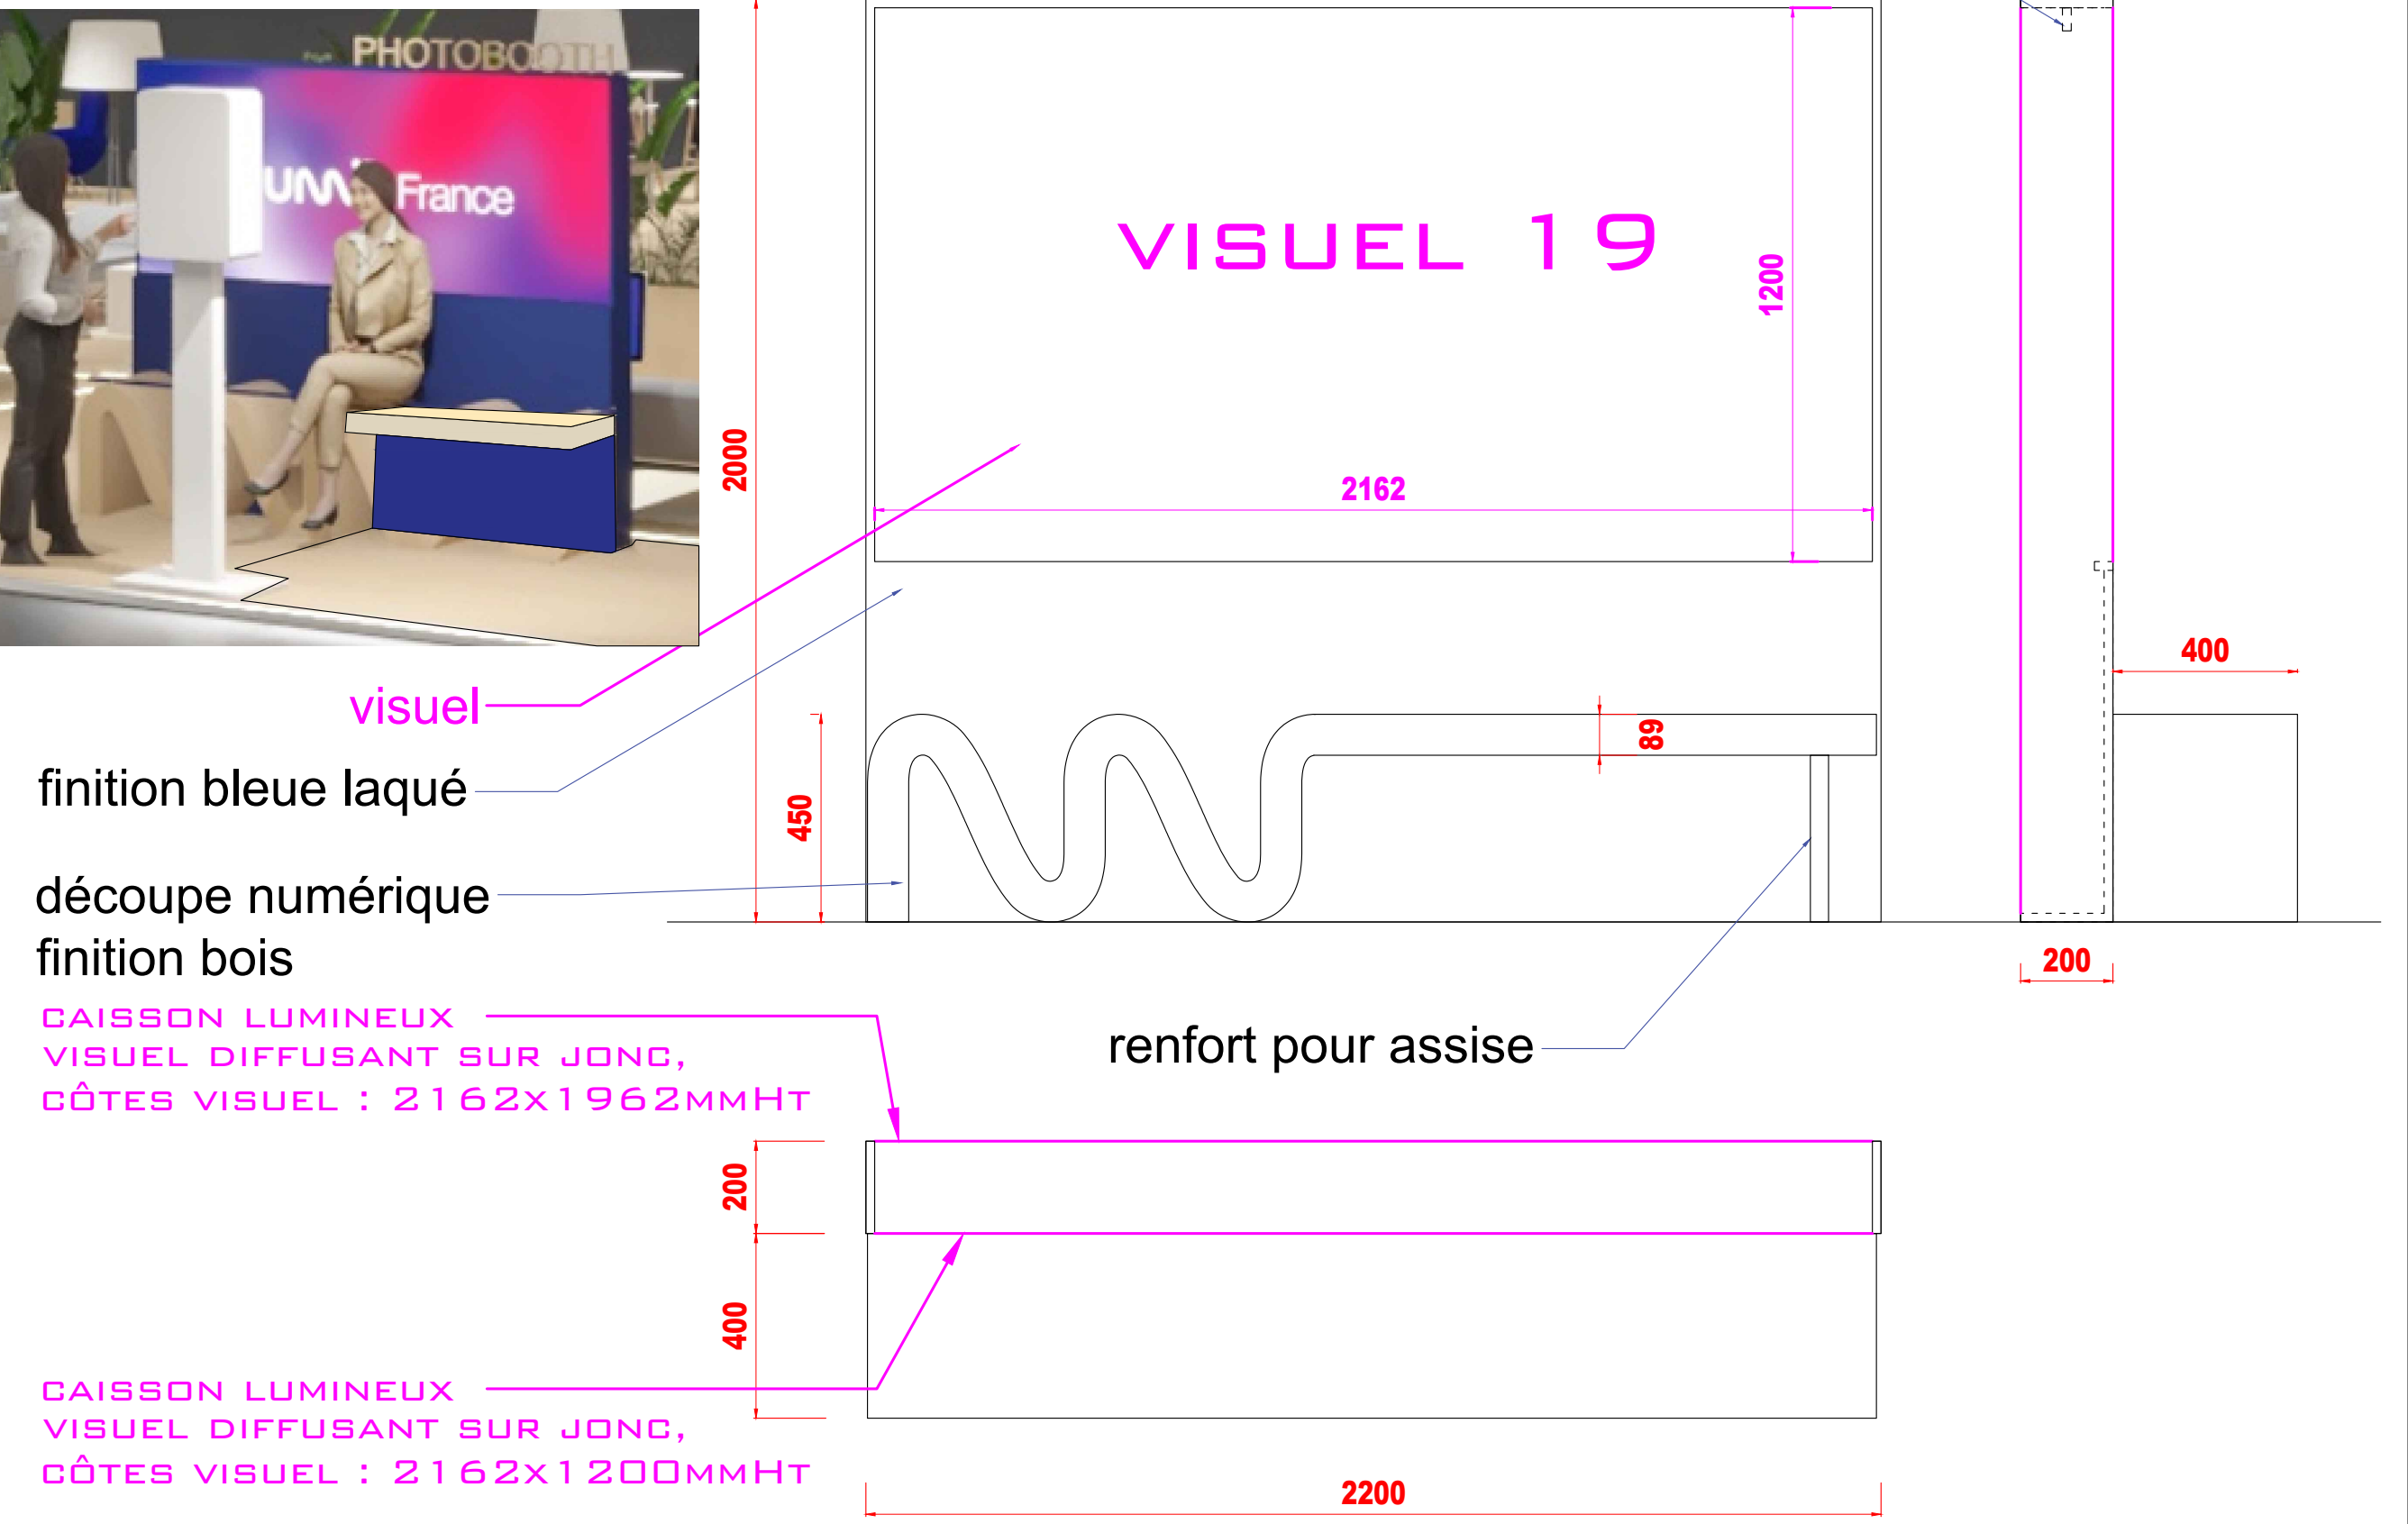 PHOTOBOOTH
France
VISUEL 19
1200
2162
2000
visuel
finition bleue laqué
découpe numérique
finition bois
450
89
400
200
renfort pour assise
CAISSON LUMINEUX
VISUEL DIFFUSANT SUR JONC,
CÔTES VISUEL : 2162x1962mmHt
200
400
CAISSON LUMINEUX
VISUEL DIFFUSANT SUR JONC,
CÔTES VISUEL : 2162x1200mmHt
2200